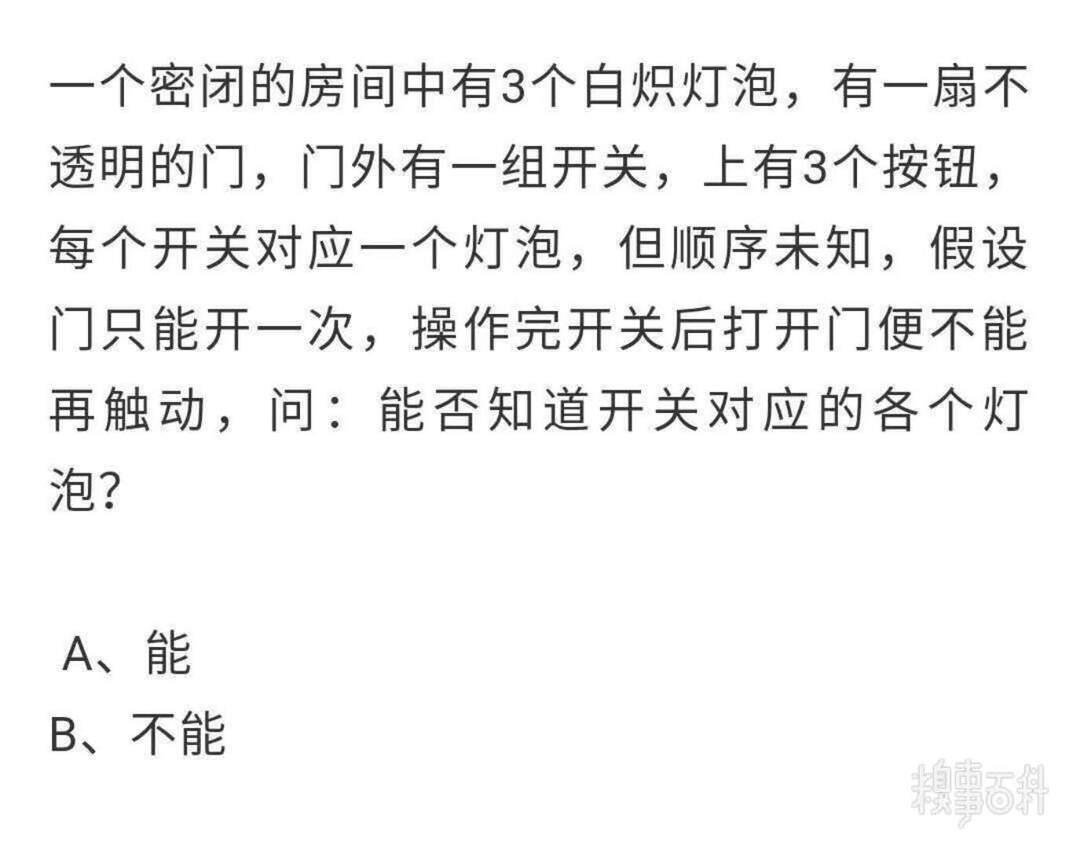 一个密闭的房间中有3个白炽灯泡，有一扇不
透明的门，门外有一组开关，上有3个按钮，
每个开关对应一个灯泡，但顺序未知，假设
门只能开一次，操作完开关后打开门便不能
再触动，问：能否知道开关对应的各个灯
泡？
A、能
B、不能
糗事百科